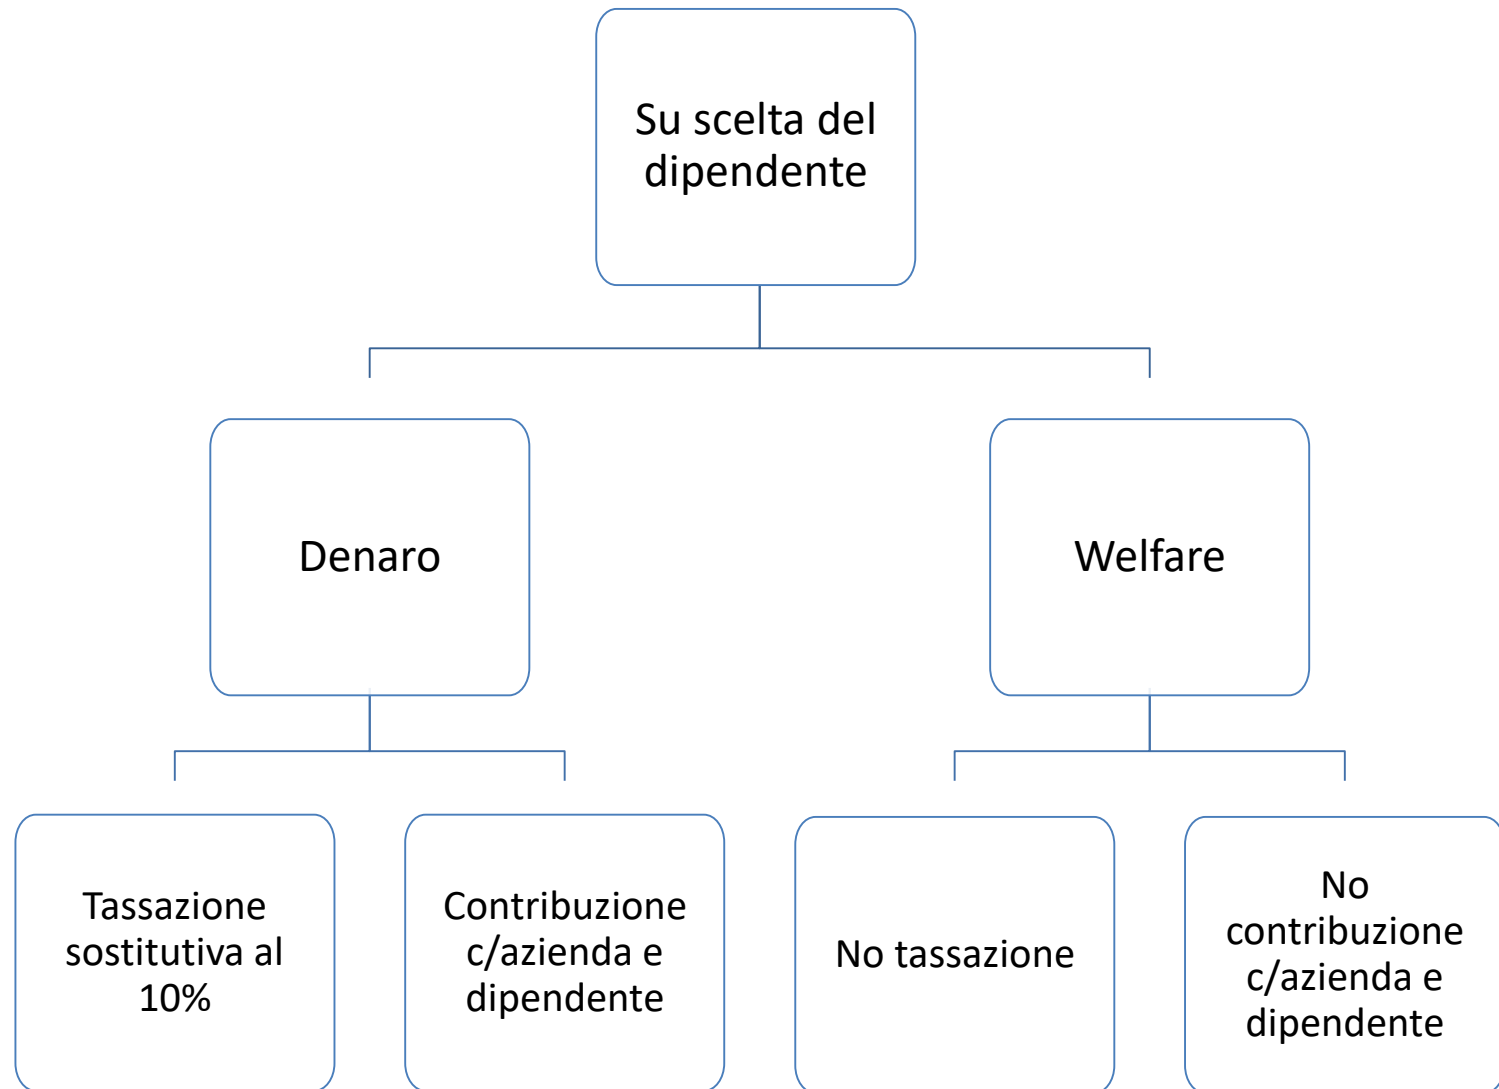 Su scelta del
dipendente
Denaro
Welfare
Tassazione
sostitutiva al
10%
Contribuzione
c/azienda e
dipendente
No tassazione
No
contribuzione
c/azienda e
dipendente